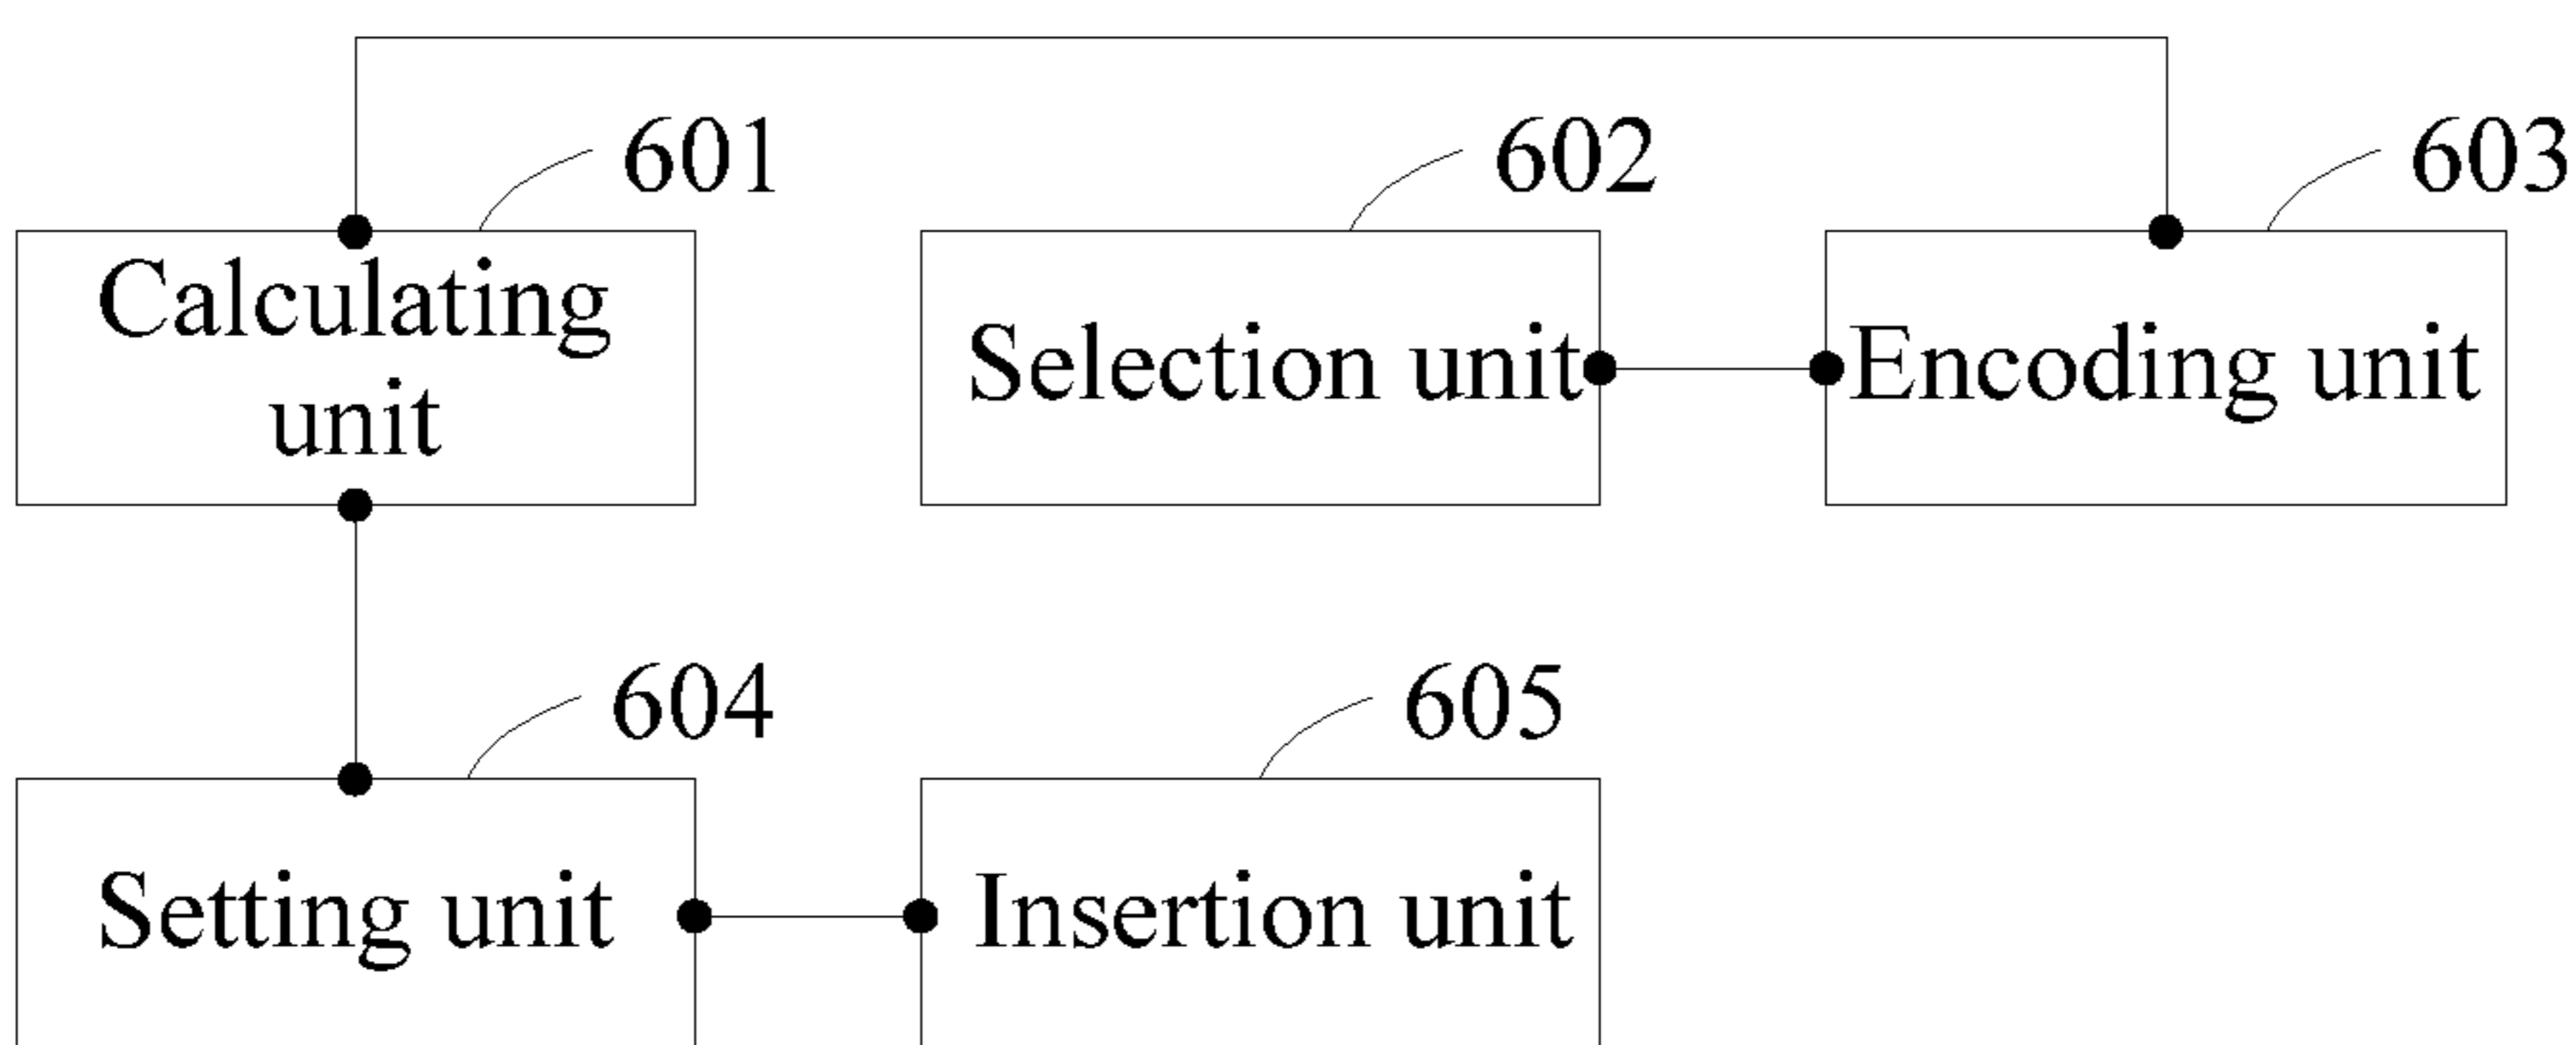 601
602
603
Calculating
unit
Selection unit
Encoding unit
604
605
Setting unit
Insertion unit